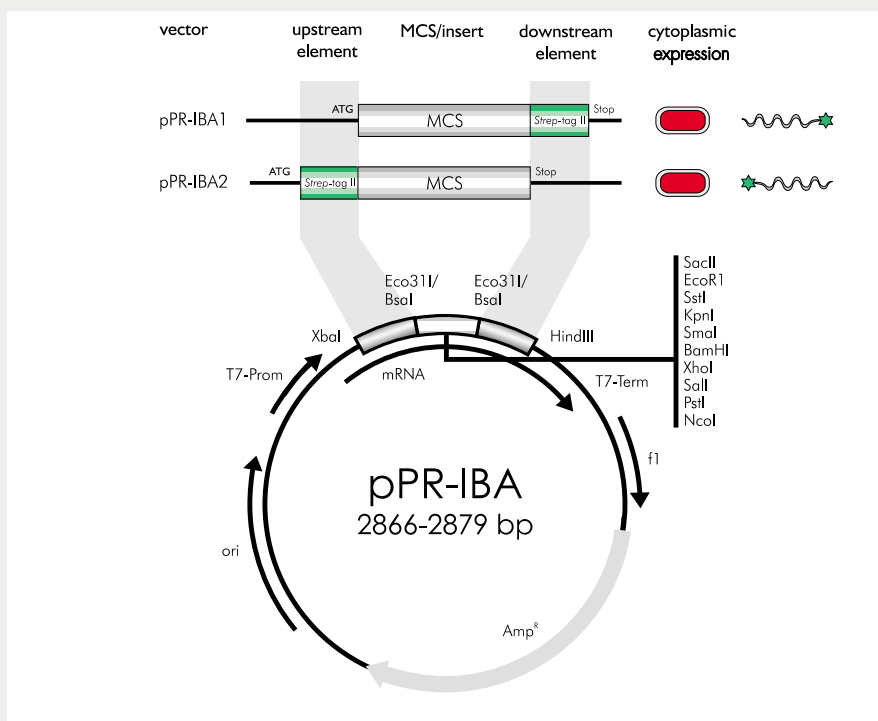 vector
upstream
element
MCS/insert
downstream
element
cytoplasmic
expression
pPR-IBA1
ATG
MCS
Strep-tag II
Stop
pPR-IBA2
ATG
Strep-tag II
MCS
Stop
Eco31I/
BsaI
Eco31I/
BsaI
XbaI
HindIII
SacII
EcoR1
SstI
KpnI
SmaI
BamHI
XhoI
SalI
PstI
NcoI
T7-Prom
mRNA
T7-Term
f1
pPR-IBA
2866-2879 bp
ori
Amp^R